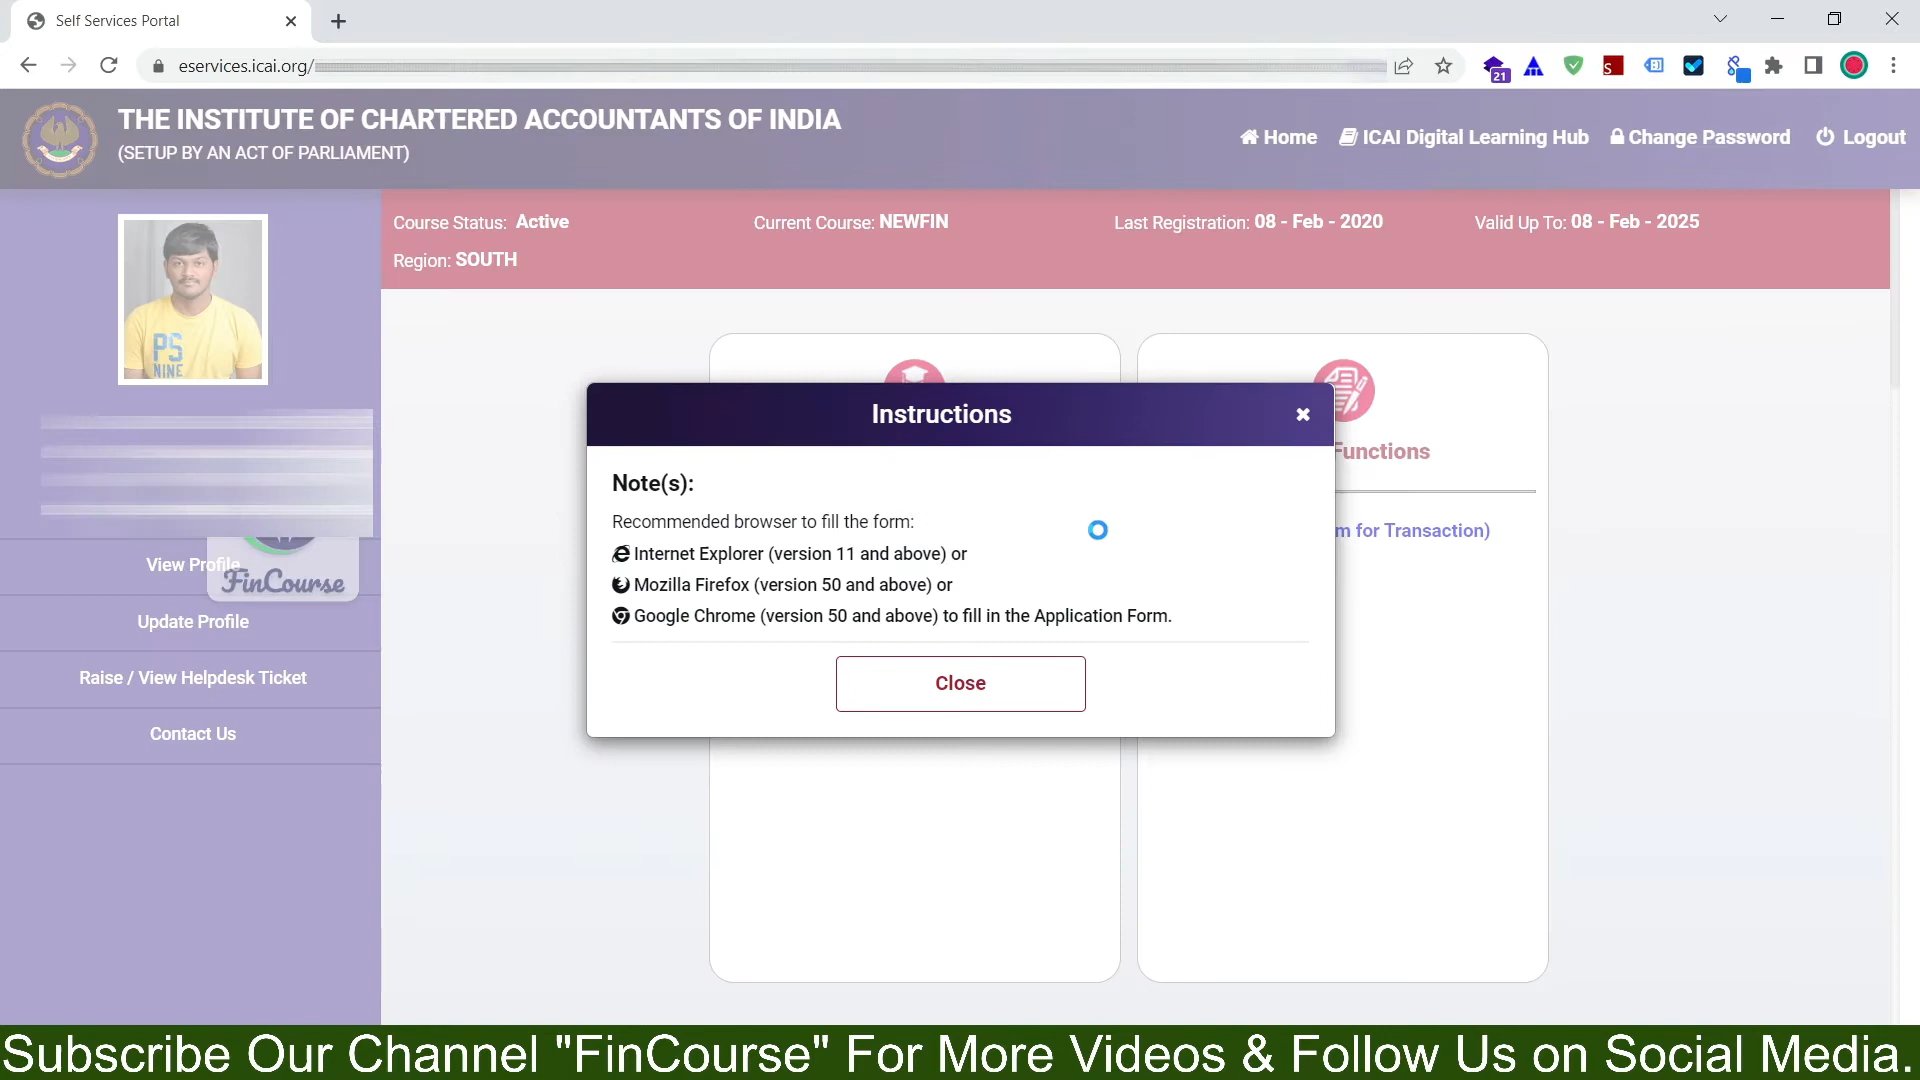 Self Services Portal
eservices.icai.org/
21
THE INSTITUTE OF CHARTERED ACCOUNTANTS OF INDIA
(SETUP BY AN ACT OF PARLIAMENT)
Home ICAI Digital Learning Hub Change Password Logout
Course Status: Active Current Course: NEWFIN Last Registration: 08 - Feb - 2020 Valid Up To: 08 - Feb - 2025
Region: SOUTH
PS
NINE
View Profile
FinCourse
Update Profile
Raise / View Helpdesk Ticket
Contact Us
Instructions
Note(s):
Recommended browser to fill the form:
Internet Explorer (version 11 and above) or
Mozilla Firefox (version 50 and above) or
Google Chrome (version 50 and above) to fill in the Application Form.
Close
Functions
m for Transaction)
Subscribe Our Channel "FinCourse" For More Videos & Follow Us on Social Media.